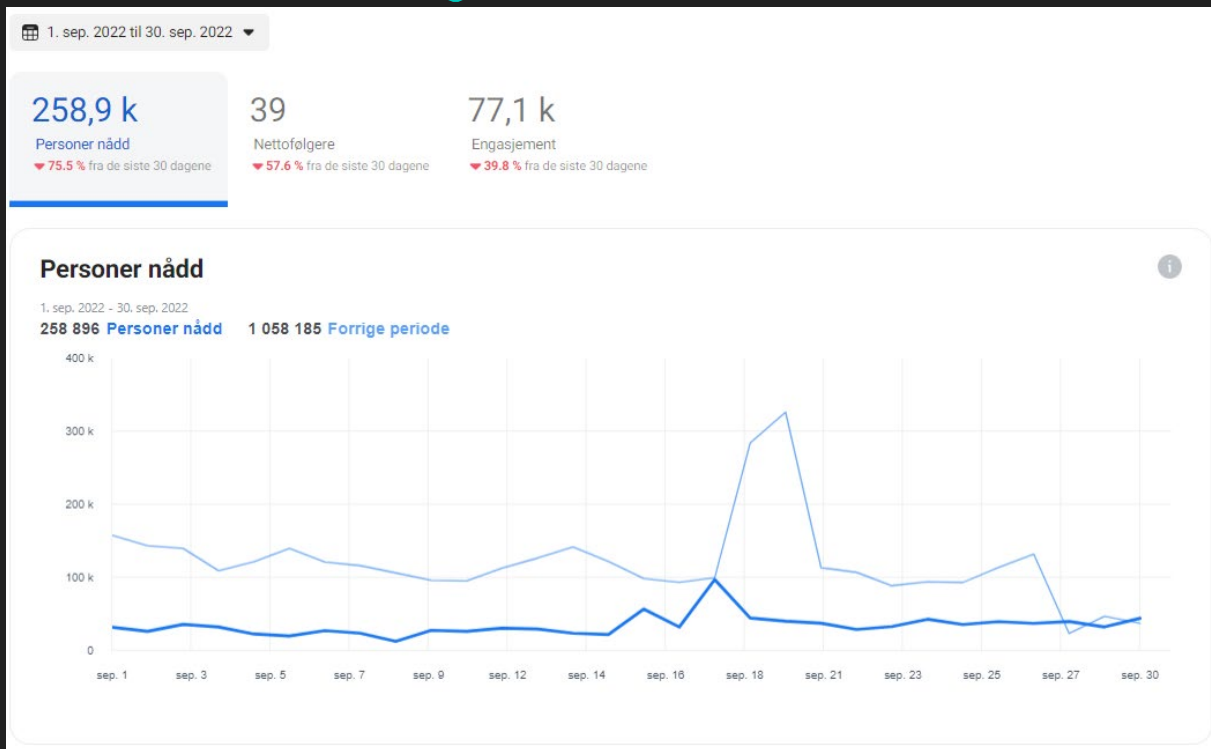 1. sep. 2022 til 30. sep. 2022
258,9 k 39 77,1 k
Personer nådd Nettofølgere Engasjement
75.5 % fra de siste 30 dagene 57.6 % fra de siste 30 dagene 39.8 % fra de siste 30 dagene
Personer nådd
1. sep. 2022 - 30. sep. 2022
258 896 Personer nådd 1 058 185 Forrige periode
400 k
300 k
200 k
100 k
0
sep. 1 sep. 3 sep. 5 sep. 7 sep. 9 sep. 12 sep. 14 sep. 16 sep. 18 sep. 21 sep. 23 sep. 25 sep. 27 sep. 30